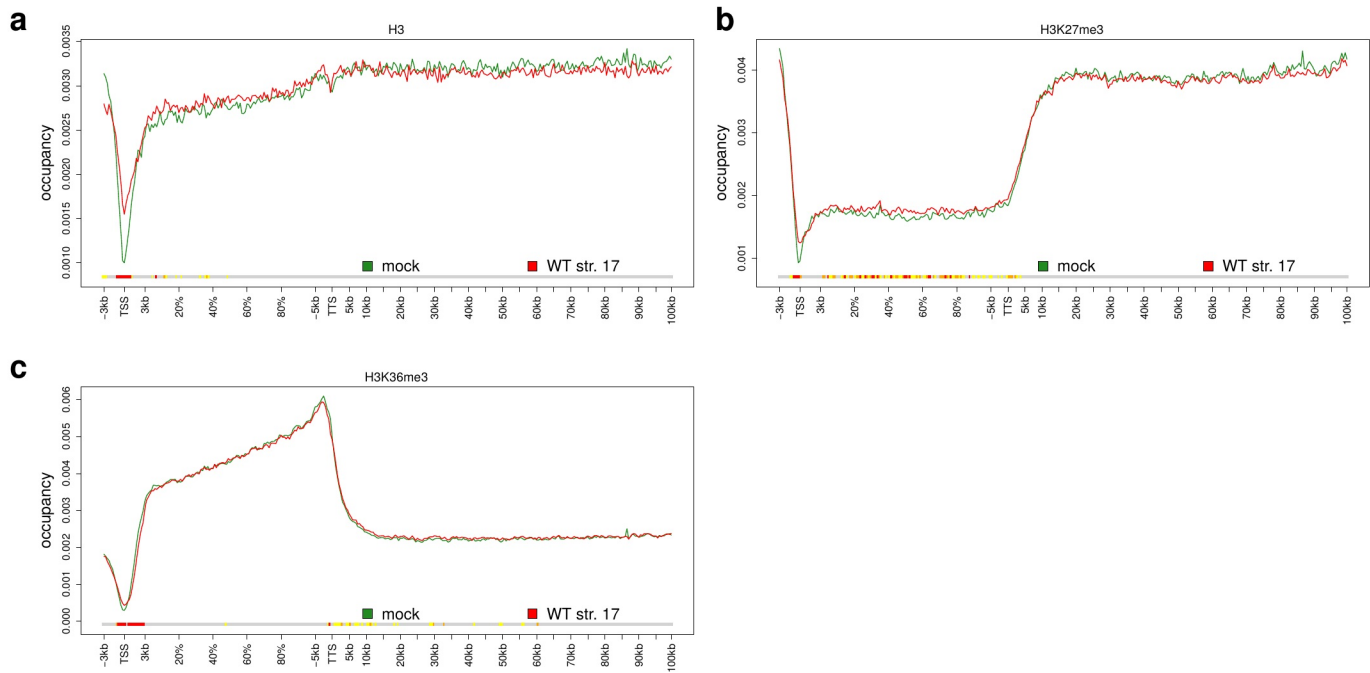 a
H3
occupancy
0.0035
0.0030
0.0025
0.0020
0.0015
0.0010
mock
WT str. 17
−3kb TSS 3kb 20% 40% 60% 80% −5kb TTS 5kb 10kb 20kb 30kb 40kb 50kb 60kb 70kb 80kb 90kb 100kb
b
H3K27me3
occupancy
0.004
0.003
0.002
0.001
mock
WT str. 17
−3kb TSS 3kb 20% 40% 60% 80% −5kb TTS 5kb 10kb 20kb 30kb 40kb 50kb 60kb 70kb 80kb 90kb 100kb
c
H3K36me3
occupancy
0.006
0.005
0.004
0.003
0.002
0.001
0.000
mock
WT str. 17
−3kb TSS 3kb 20% 40% 60% 80% −5kb TTS 5kb 10kb 20kb 30kb 40kb 50kb 60kb 70kb 80kb 90kb 100kb